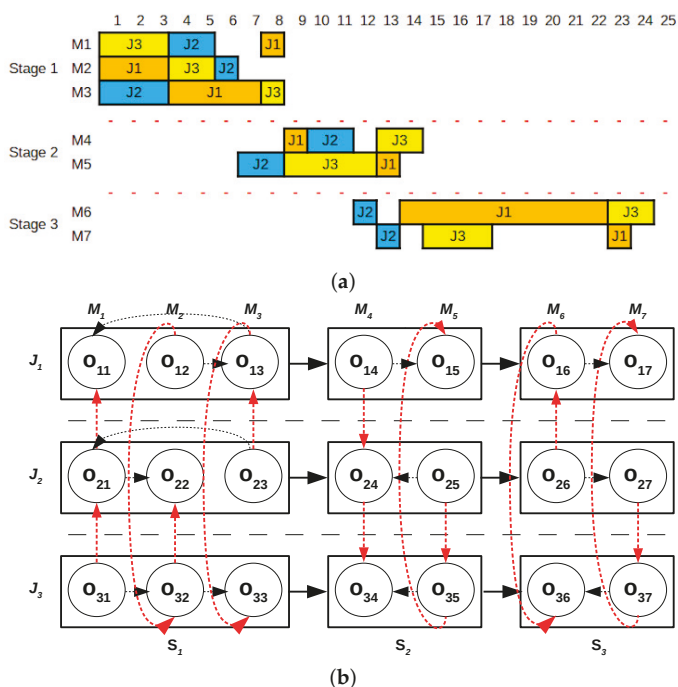 1 2 3 4 5 6 7 8 9 10 11 12 13 14 15 16 17 18 19 20 21 22 23 24 25
M1 J3 J2 J1
Stage 1 M2 J1 J3 J2
M3 J2 J1 J3
M4 J1 J2 J3
Stage 2
M5 J2 J3 J1
M6 J2 J1 J3
Stage 3
M7 J2 J3 J1
(a)
M1 M2 M3 M4 M5 M6 M7
J1 O11 O12 O13 O14 O15 O16 O17
J2 O21 O22 O23 O24 O25 O26 O27
J3 O31 O32 O33 O34 O35 O36 O37
S1 S2 S3
(b)